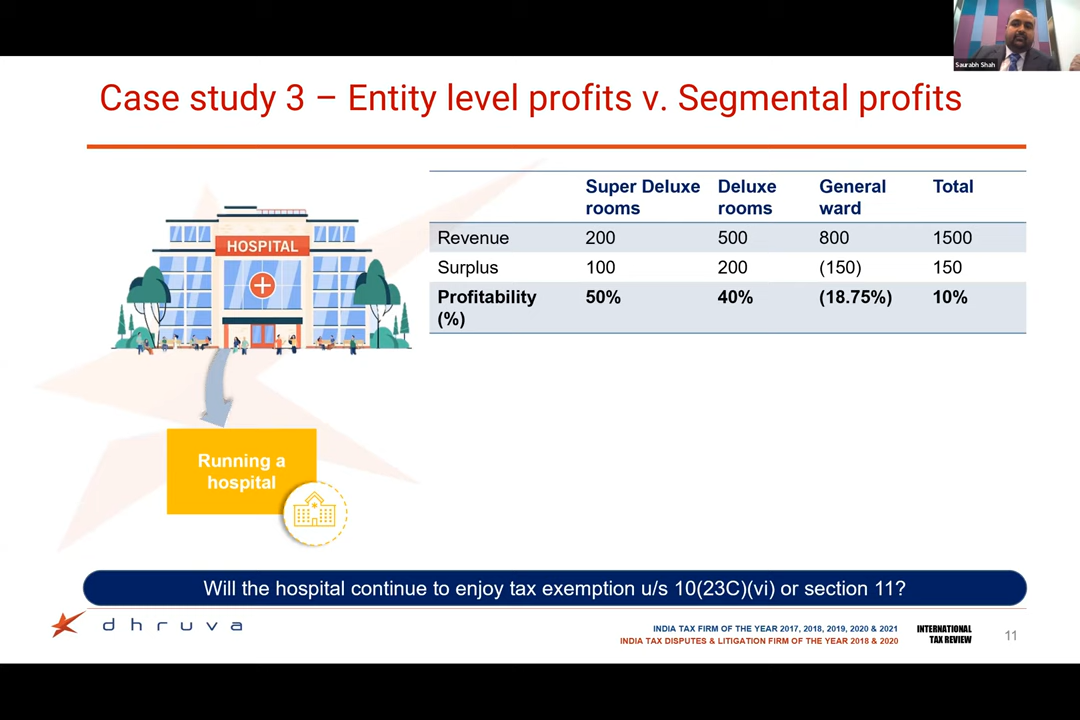 Saurabh Shah
Case study 3 – Entity level profits v. Segmental profits
HOSPITAL
Super Deluxe rooms Deluxe rooms General ward Total
Revenue 200 500 800 1500
Surplus 100 200 (150) 150
Profitability (%) 50% 40% (18.75%) 10%
Running a
hospital
Will the hospital continue to enjoy tax exemption u/s 10(23C)(vi) or section 11?
dhruva
INDIA TAX FIRM OF THE YEAR 2017, 2018, 2019, 2020 & 2021
INDIA TAX DISPUTES & LITIGATION FIRM OF THE YEAR 2018 & 2020
INTERNATIONAL
TAX REVIEW
11